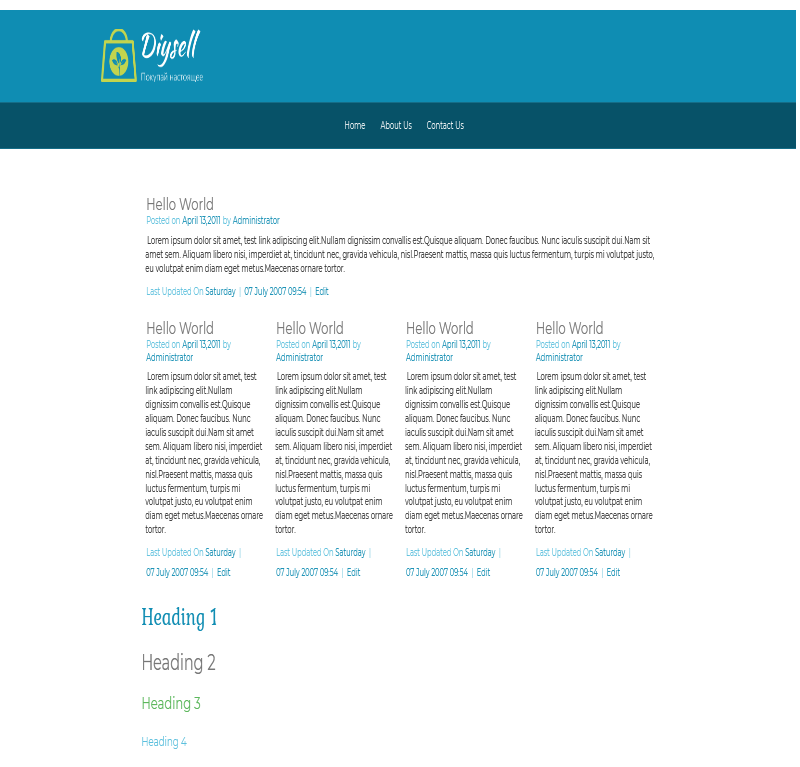 Diysell
Покупай настоящее
Home About Us Contact Us
Hello World
Posted on April 13,2011 by Administrator
Lorem ipsum dolor sit amet, test link adipiscing elit.Nullam dignissim convallis est.Quisque aliquam. Donec faucibus. Nunc iaculis suscipit dui.Nam sit
amet sem. Aliquam libero nisi, imperdiet at, tincidunt nec, gravida vehicula, nisl.Praesent mattis, massa quis luctus fermentum, turpis mi volutpat justo,
eu volutpat enim diam eget metus.Maecenas ornare tortor.
Last Updated On Saturday | 07 July 2007 09:54 | Edit
Hello World
Posted on April 13,2011 by
Administrator
Lorem ipsum dolor sit amet, test
link adipiscing elit.Nullam
dignissim convallis est.Quisque
aliquam. Donec faucibus. Nunc
iaculis suscipit dui.Nam sit amet
sem. Aliquam libero nisi, imperdiet
at, tincidunt nec, gravida vehicula,
nisl.Praesent mattis, massa quis
luctus fermentum, turpis mi
volutpat justo, eu volutpat enim
diam eget metus.Maecenas ornare
tortor.
Last Updated On Saturday |
07 July 2007 09:54 | Edit
Hello World
Posted on April 13,2011 by
Administrator
Lorem ipsum dolor sit amet, test
link adipiscing elit.Nullam
dignissim convallis est.Quisque
aliquam. Donec faucibus. Nunc
iaculis suscipit dui.Nam sit amet
sem. Aliquam libero nisi, imperdiet
at, tincidunt nec, gravida vehicula,
nisl.Praesent mattis, massa quis
luctus fermentum, turpis mi
volutpat justo, eu volutpat enim
diam eget metus.Maecenas ornare
tortor.
Last Updated On Saturday |
07 July 2007 09:54 | Edit
Hello World
Posted on April 13,2011 by
Administrator
Lorem ipsum dolor sit amet, test
link adipiscing elit.Nullam
dignissim convallis est.Quisque
aliquam. Donec faucibus. Nunc
iaculis suscipit dui.Nam sit amet
sem. Aliquam libero nisi, imperdiet
at, tincidunt nec, gravida vehicula,
nisl.Praesent mattis, massa quis
luctus fermentum, turpis mi
volutpat justo, eu volutpat enim
diam eget metus.Maecenas ornare
tortor.
Last Updated On Saturday |
07 July 2007 09:54 | Edit
Hello World
Posted on April 13,2011 by
Administrator
Lorem ipsum dolor sit amet, test
link adipiscing elit.Nullam
dignissim convallis est.Quisque
aliquam. Donec faucibus. Nunc
iaculis suscipit dui.Nam sit amet
sem. Aliquam libero nisi, imperdiet
at, tincidunt nec, gravida vehicula,
nisl.Praesent mattis, massa quis
luctus fermentum, turpis mi
volutpat justo, eu volutpat enim
diam eget metus.Maecenas ornare
tortor.
Last Updated On Saturday |
07 July 2007 09:54 | Edit
Heading 1
Heading 2
Heading 3
Heading 4